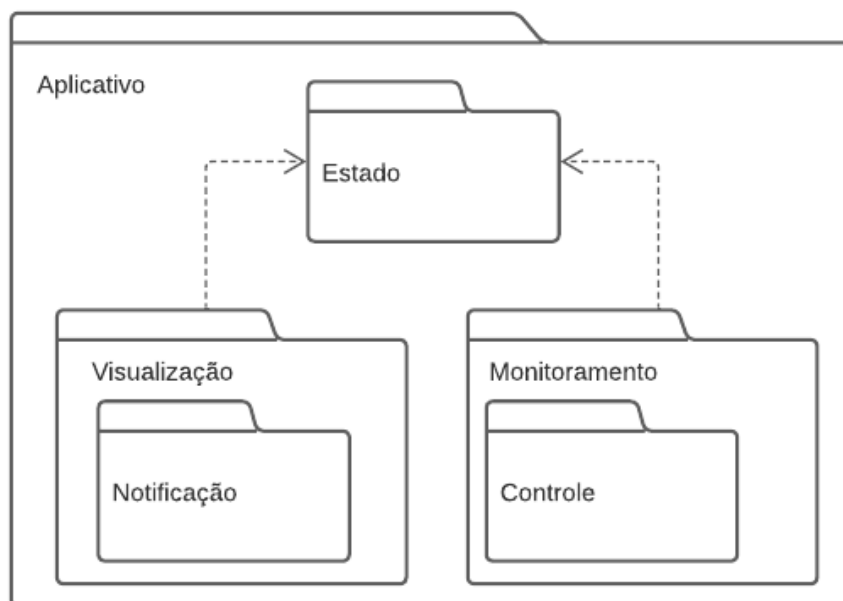 Aplicativo
Estado
Visualização
Monitoramento
Notificação
Controle